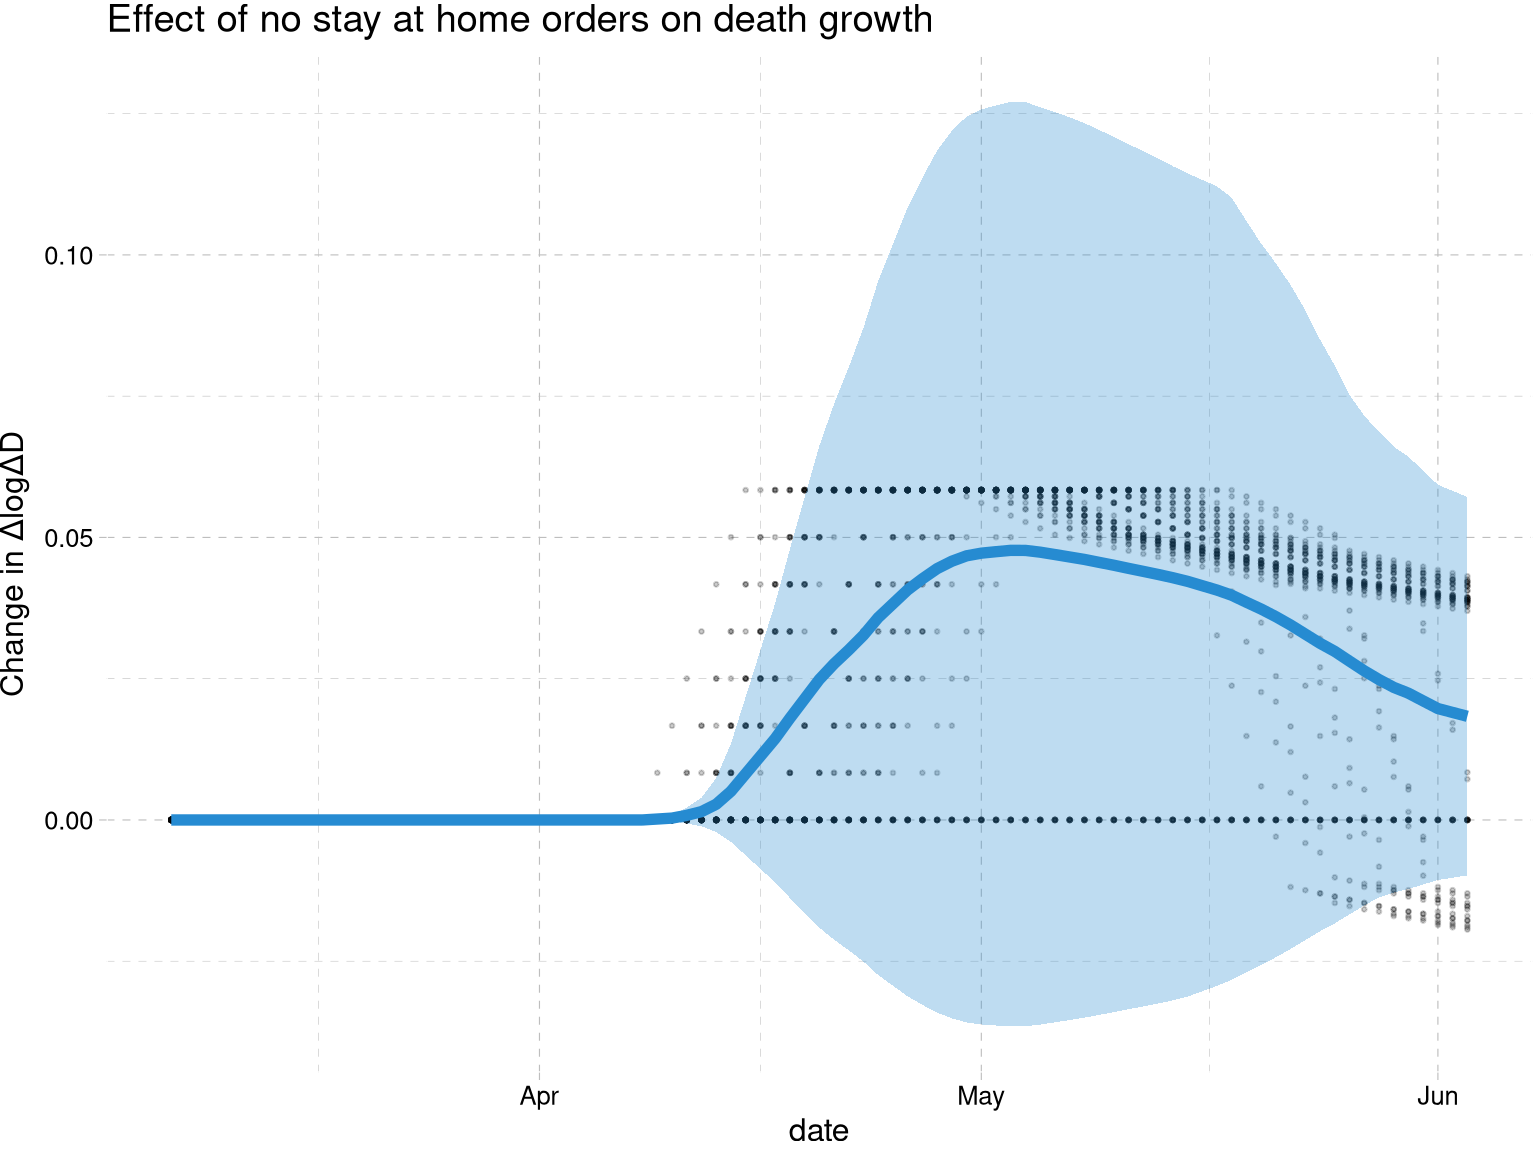 Effect of no stay at home orders on death growth
Change in ΔlogΔD
0.10
0.05
0.00
Apr
May
Jun
date